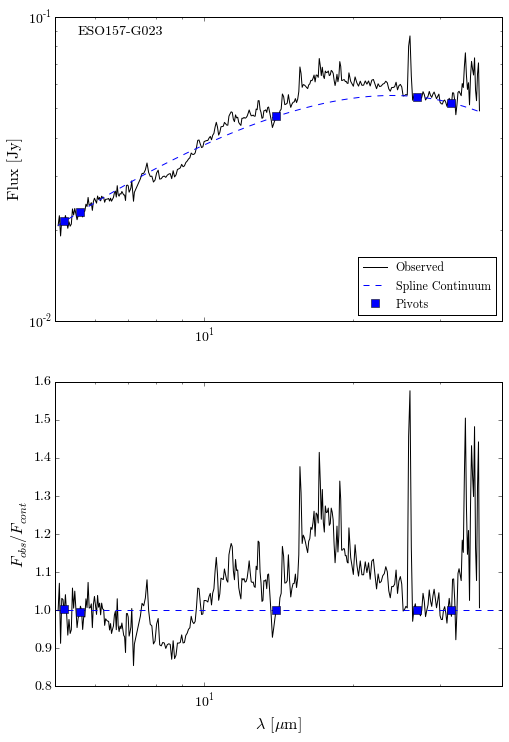 10^-1
ESO157-G023
Flux [Jy]
Observed
Spline Continuum
Pivots
10^-2
10^1
1.6
1.5
1.4
1.3
1.2
1.1
1.0
0.9
0.8
F_obs/F_cont
10^1
λ [μm]